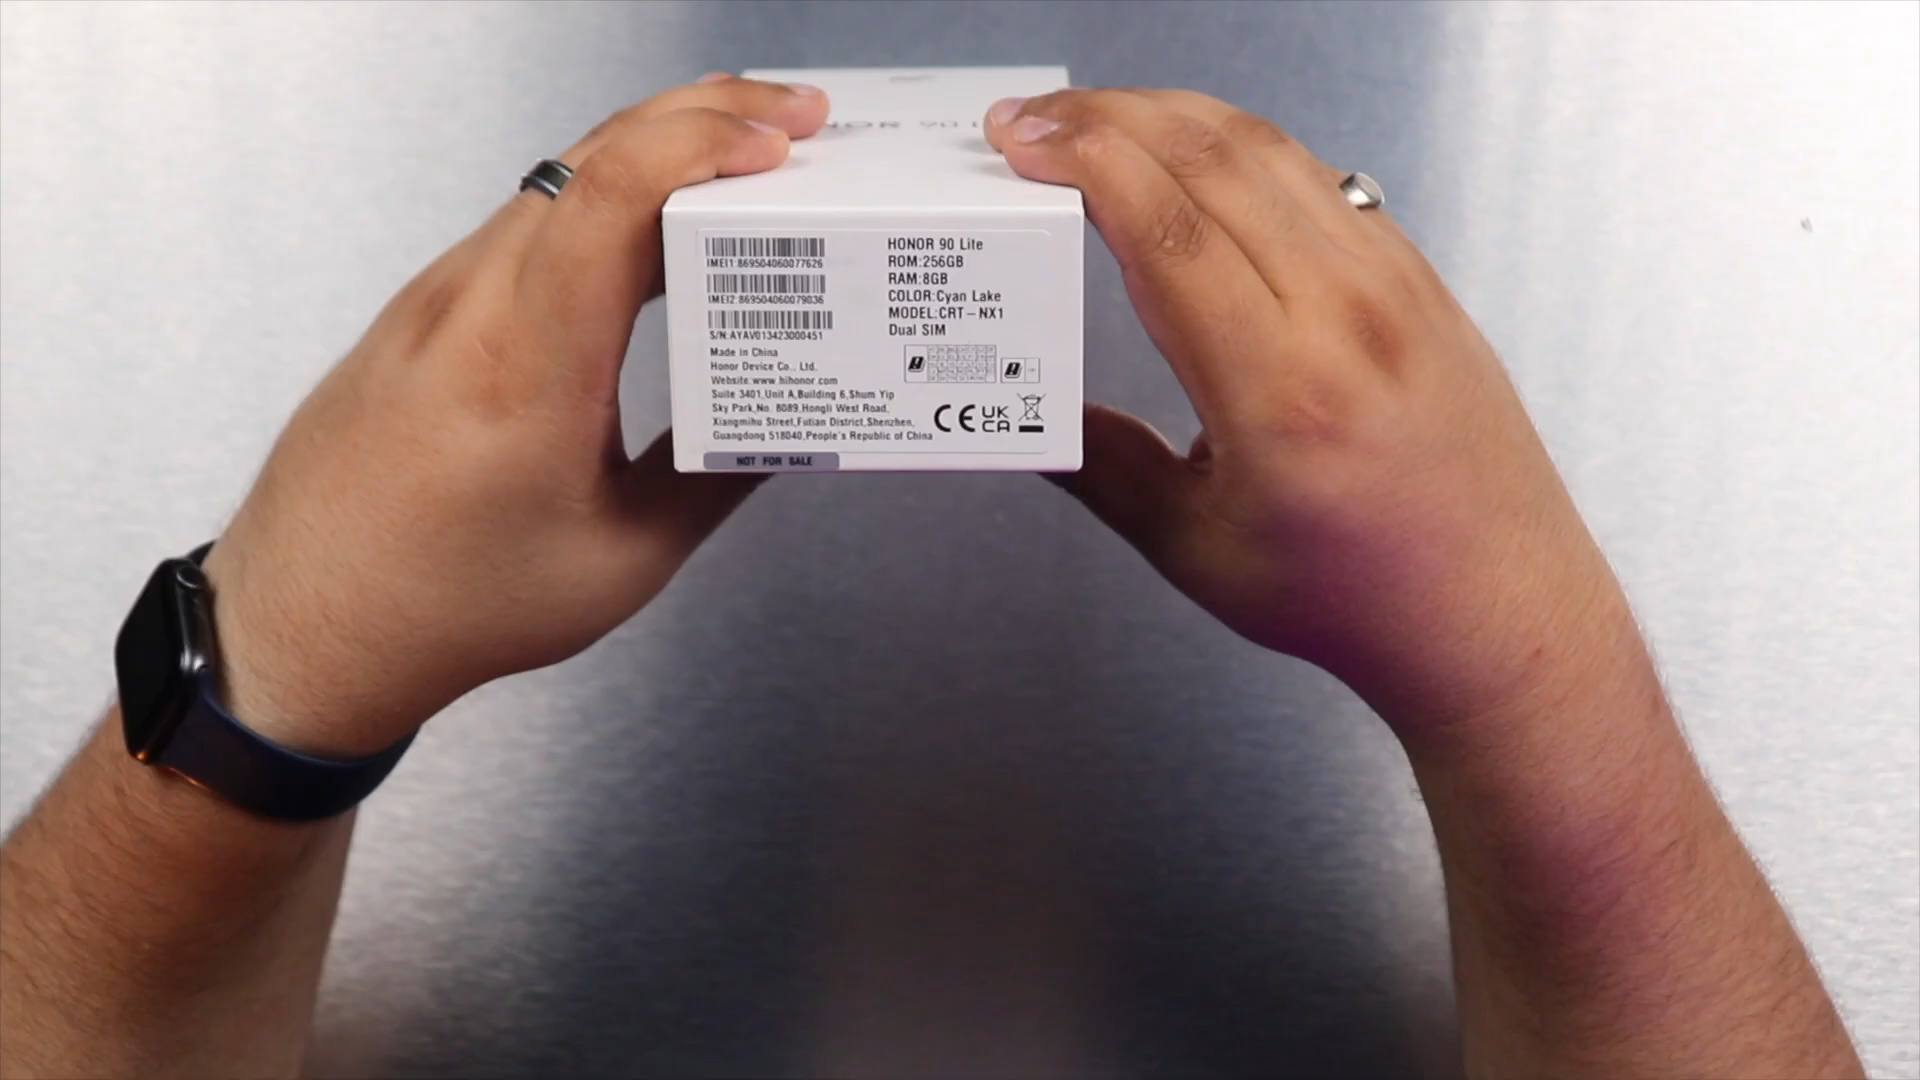 90
IMEI1:869504060077626
IMEI2:869504060079036
S/N:AYAV013423000451
Made in China
Honor Device Co., Ltd.
Website:www.hihonor.com
Suite 3401,Unit A,Building 6,Shum Yip
Sky Park,No. 8089,Hongli West Road,
Xiangmihu Street,Futian District,Shenzhen,
Guangdong 518040,People's Republic of China
NOT FOR SALE
HONOR 90 Lite
ROM:256GB
RAM:8GB
COLOR:Cyan Lake
MODEL:CRT-NX1
Dual SIM
CE
UK
CA